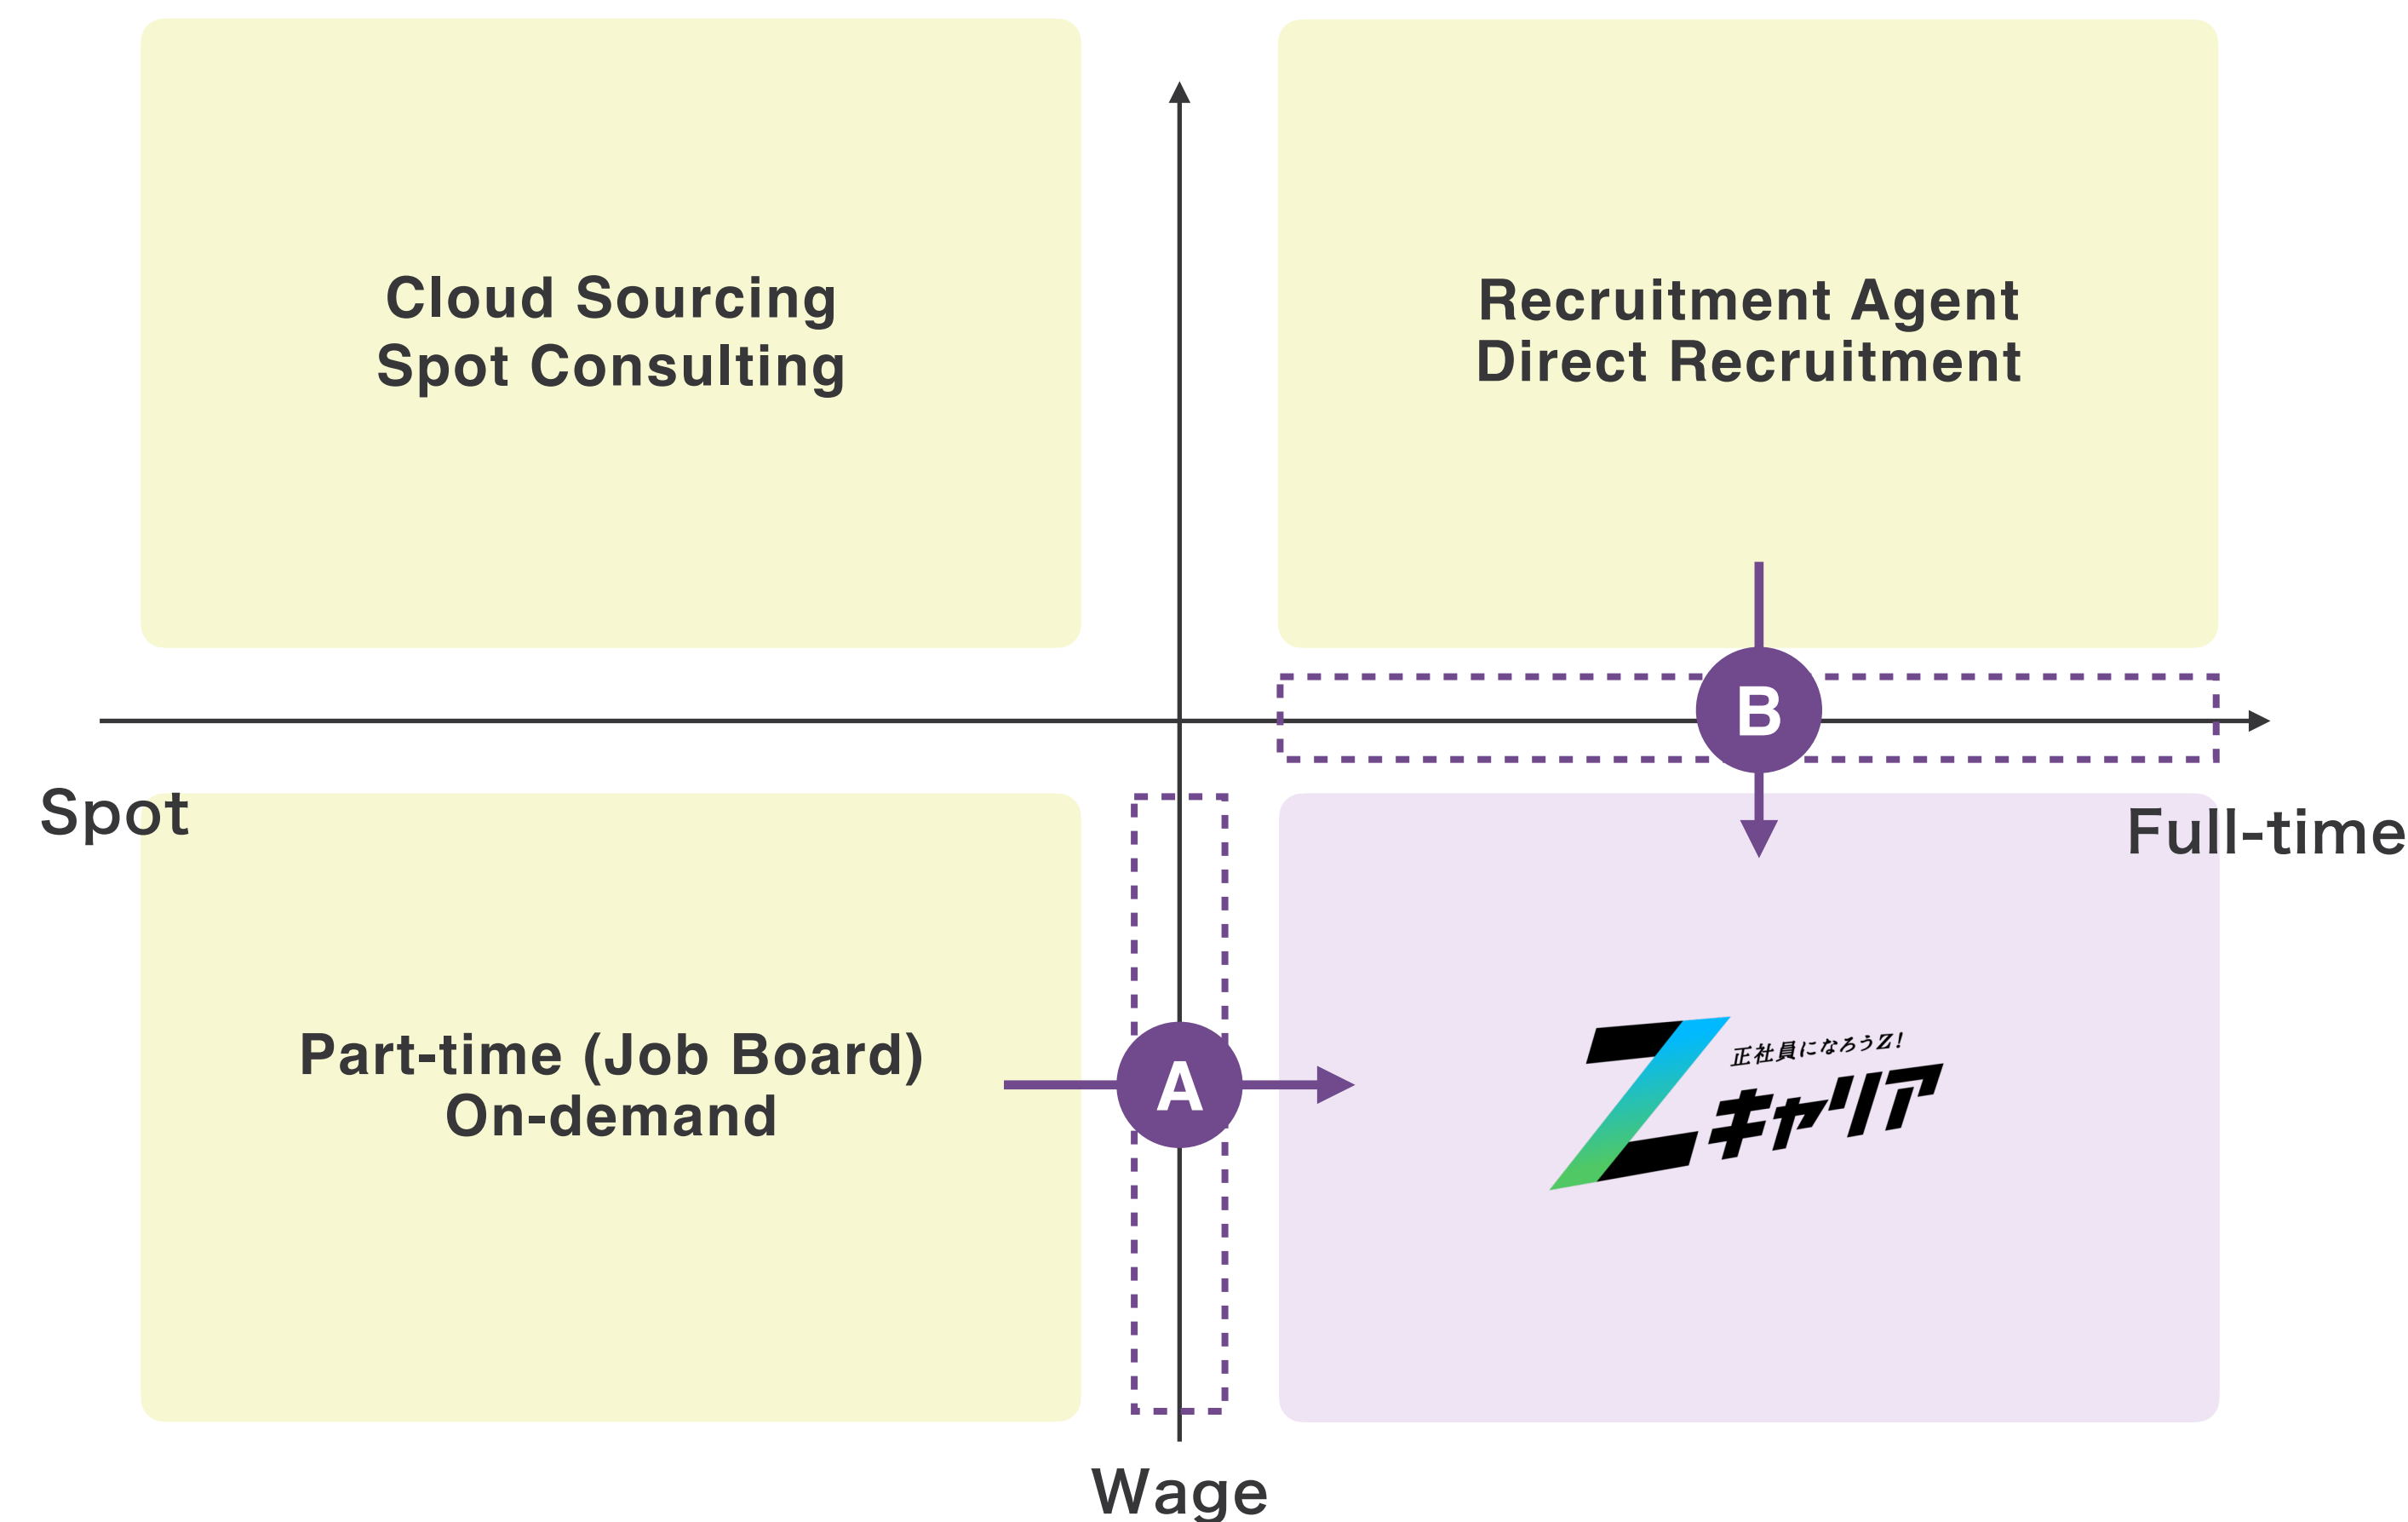 Cloud Sourcing
Spot Consulting
Recruitment Agent
Direct Recruitment
B
Spot
Full-time
Part-time (Job Board)
On-demand
A
正社員になろうZ!
Zキャリア
Wage